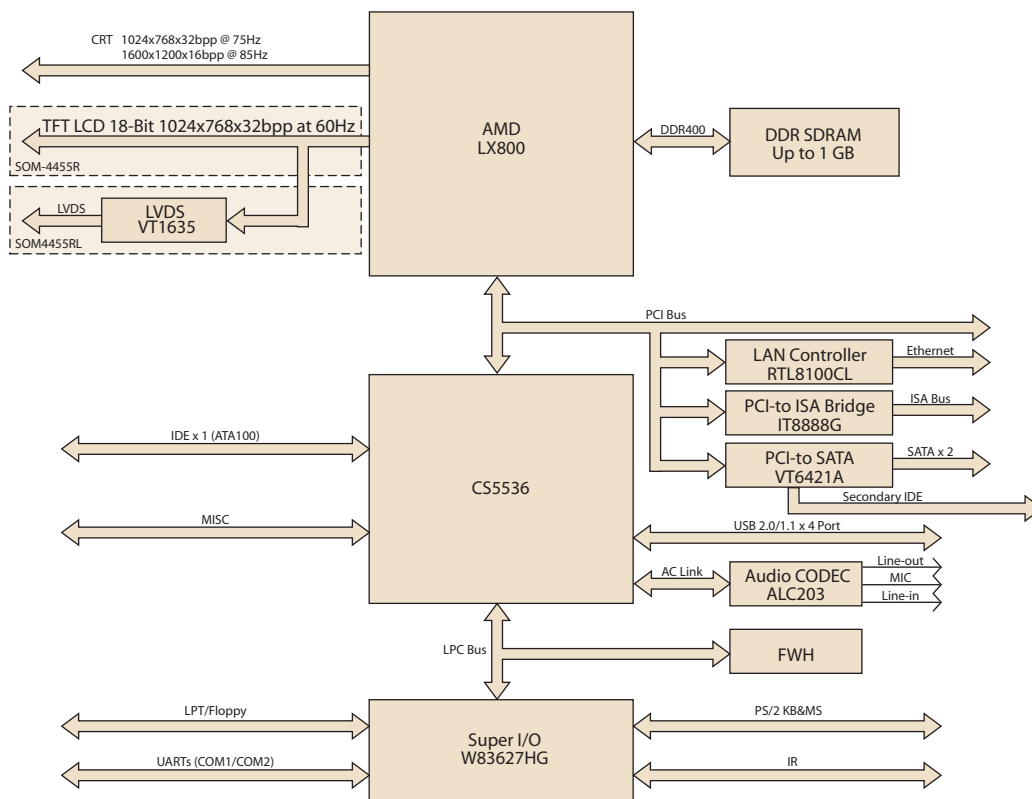 CRT 1024x768x32bpp @ 75Hz
1600x1200x16bpp @ 85Hz
TFT LCD 18-Bit 1024x768x32bpp at 60Hz
SOM-4455R
LVDS
LVDS
VT1635
SOM4455RL
AMD
LX800
DDR400
DDR SDRAM
Up to 1 GB
PCI Bus
LAN Controller
RTL8100CL
Ethernet
PCI-to ISA Bridge
IT8888G
ISA Bus
PCI-to SATA
VT6421A
SATA x 2
Secondary IDE
IDE x 1 (ATA100)
MISC
CS5536
USB 2.0/1.1 x 4 Port
AC Link
Audio CODEC
ALC203
Line-out
MIC
Line-in
LPC Bus
FWH
LPT/Floppy
UARTs (COM1/COM2)
Super I/O
W83627HG
PS/2 KB&MS
IR